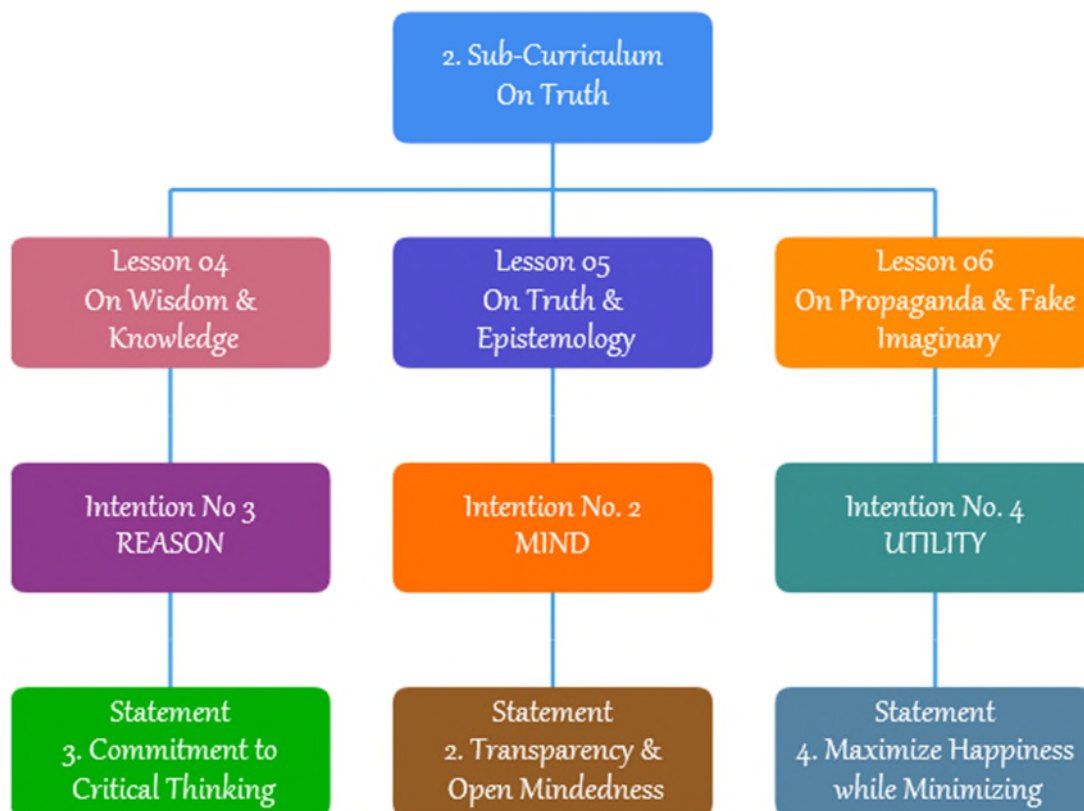 2. Sub-Curriculum
On Truth
Lesson 04
On Wisdom &
Knowledge
Lesson 05
On Truth &
Epistemology
Lesson 06
On Propaganda & Fake
Imaginary
Intention No 3
REASON
Intention No. 2
MIND
Intention No. 4
UTILITY
Statement
3. Commitment to
Critical Thinking
Statement
2. Transparency &
Open Mindedness
Statement
4. Maximize Happiness
while Minimizing